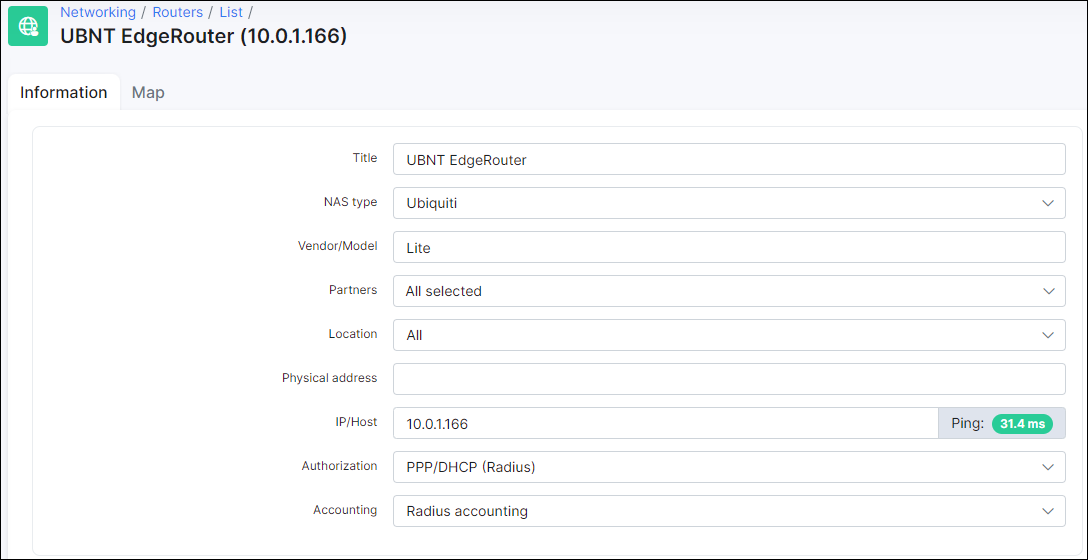 Networking / Routers / List /
UBNT EdgeRouter (10.0.1.166)
Information Map
Title UBNT EdgeRouter
NAS type Ubiquiti
Vendor/Model Lite
Partners All selected
Location All
Physical address
IP/Host 10.0.1.166 Ping: 31.4 ms
Authorization PPP/DHCP (Radius)
Accounting Radius accounting